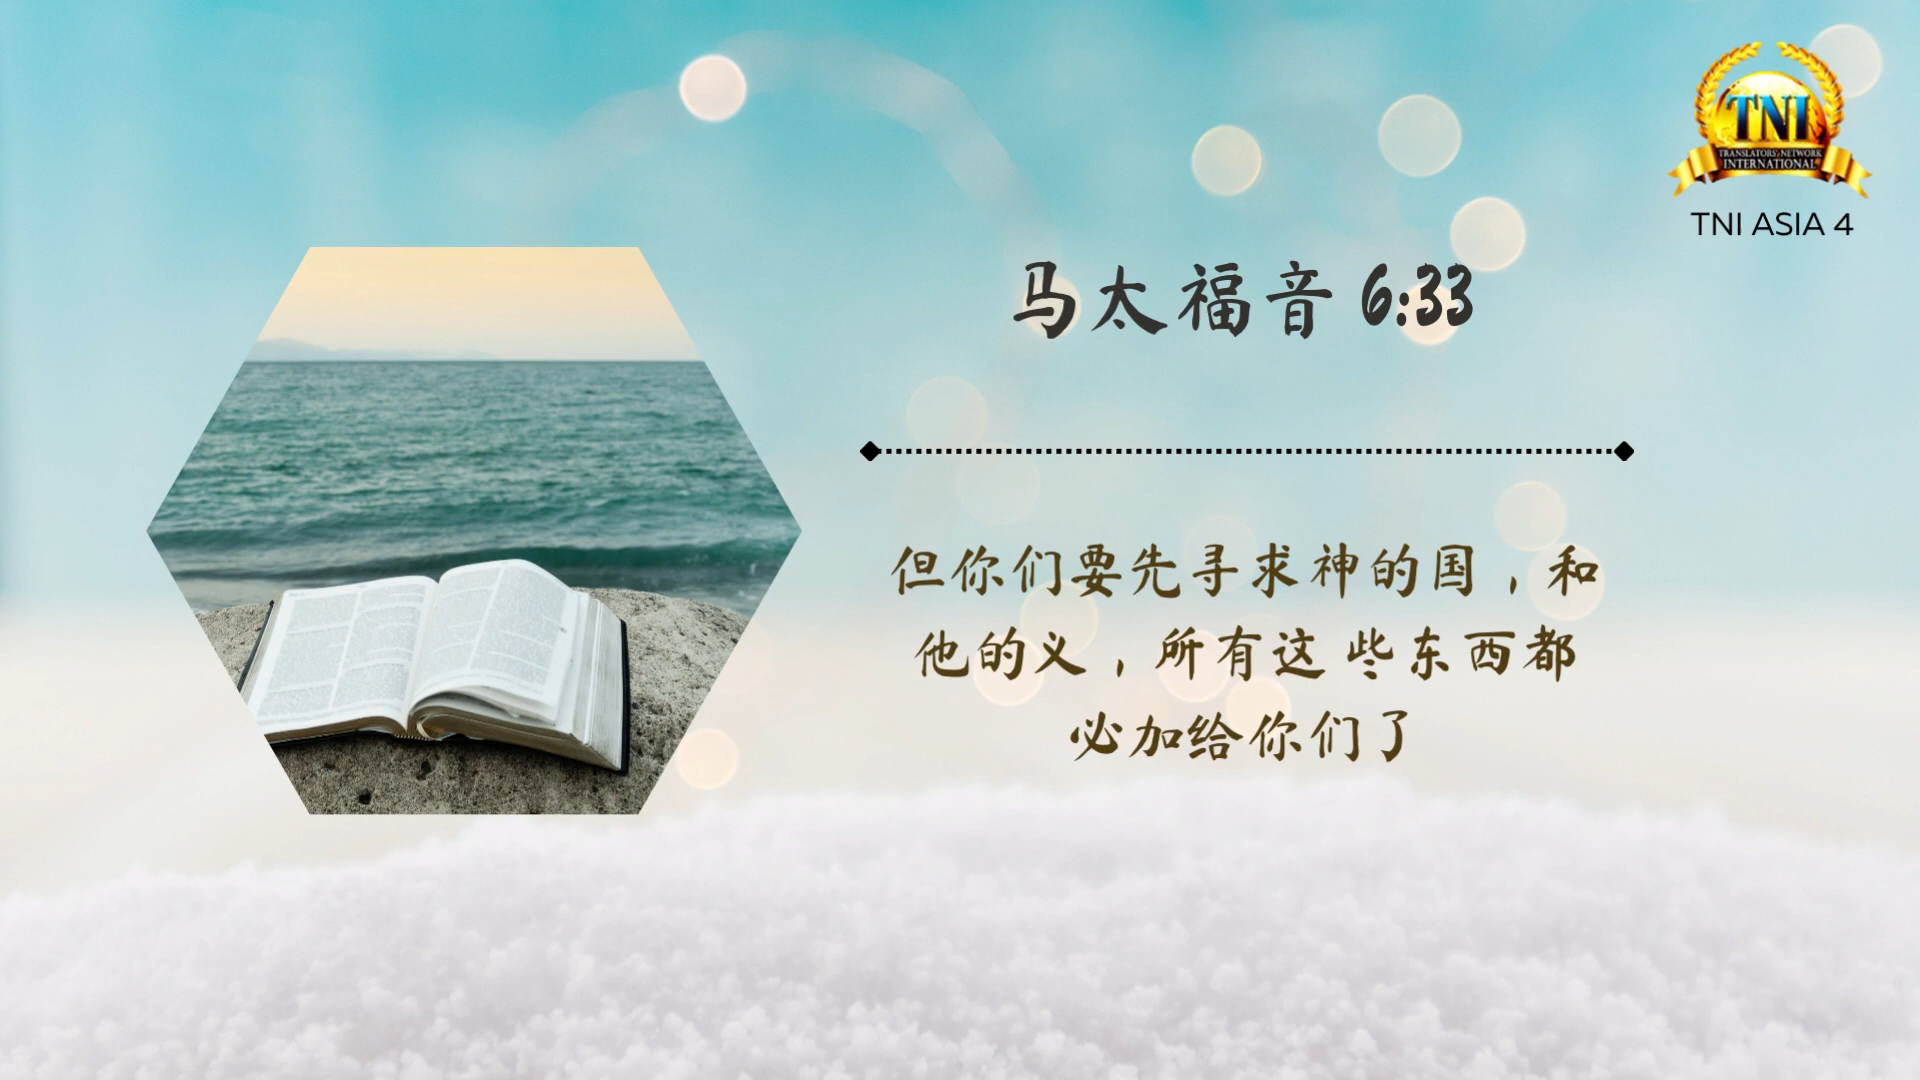 TNI
TRANSLATORS' NETWORK
INTERNATIONAL
TNI ASIA 4
马太福音 6:33
但你们要先寻求神的国，和
他的义，所有这 些东西都
必加给你们了